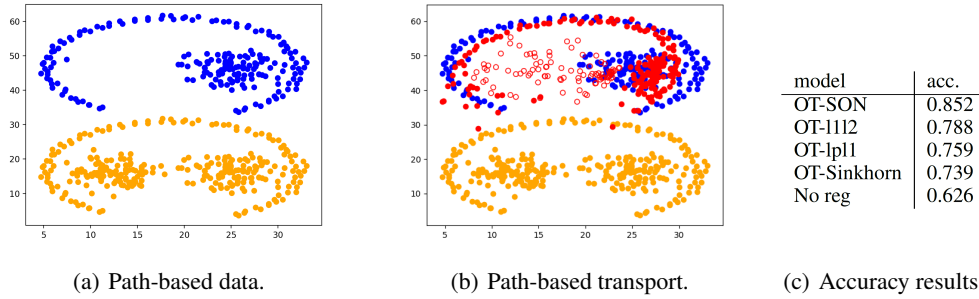 60
50
40
30
20
10
5 10 15 20 25 30
60
50
40
30
20
10
5 10 15 20 25 30
model acc.
OT-SON 0.852
OT-l1l2 0.788
OT-lpl1 0.759
OT-Sinkhorn 0.739
No reg 0.626
(a) Path-based data.
(b) Path-based transport.
(c) Accuracy results